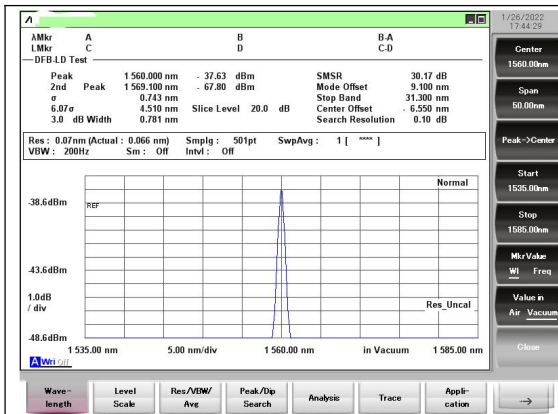 1/26/2022
17:44:29
λMkr A B B-A
LMkr C D C-D
DFB-LD Test
Peak 1 560.000 nm - 37.63 dBm SMSR 30.17 dB
2nd Peak 1 569.100 nm - 67.80 dBm Mode Offset 9.100 nm
σ 0.743 nm Stop Band 31.300 nm
6.07σ 4.510 nm Slice Level 20.0 dB Center Offset - 6.550 nm
3.0 dB Width 0.781 nm Search Resolution 0.10 dB
Res : 0.07nm (Actual : 0.066 nm) Smplg : 501pt SwpAvg : 1 [ **** ]
VBW : 200Hz Sm : Off Intvl : Off
Normal
-38.6dBm
REF
-43.6dBm
1.0dB
/ div
Res_Uncal
-48.6dBm
1 535.00 nm 5.00 nm/div 1 560.00 nm in Vacuum 1 585.00 nm
A Wri Off
Center
1560.00nm
Span
50.00nm
Peak->Center
Start
1535.00nm
Stop
1585.00nm
MkrValue
Wl Freq
Value in
Air Vacuum
Close
Wave-
length
Level
Scale
Res/VBW/
Avg
Peak/Dip
Search
Analysis
Trace
Appli-
cation